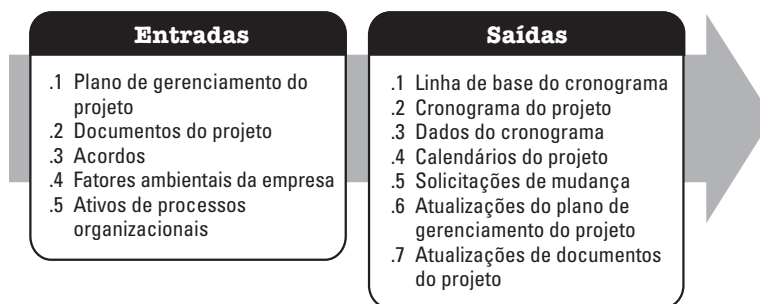 Entradas
.1 Plano de gerenciamento do
projeto
.2 Documentos do projeto
.3 Acordos
.4 Fatores ambientais da empresa
.5 Ativos de processos
organizacionais
Saídas
.1 Linha de base do cronograma
.2 Cronograma do projeto
.3 Dados do cronograma
.4 Calendários do projeto
.5 Solicitações de mudança
.6 Atualizações do plano de
gerenciamento do projeto
.7 Atualizações de documentos
do projeto